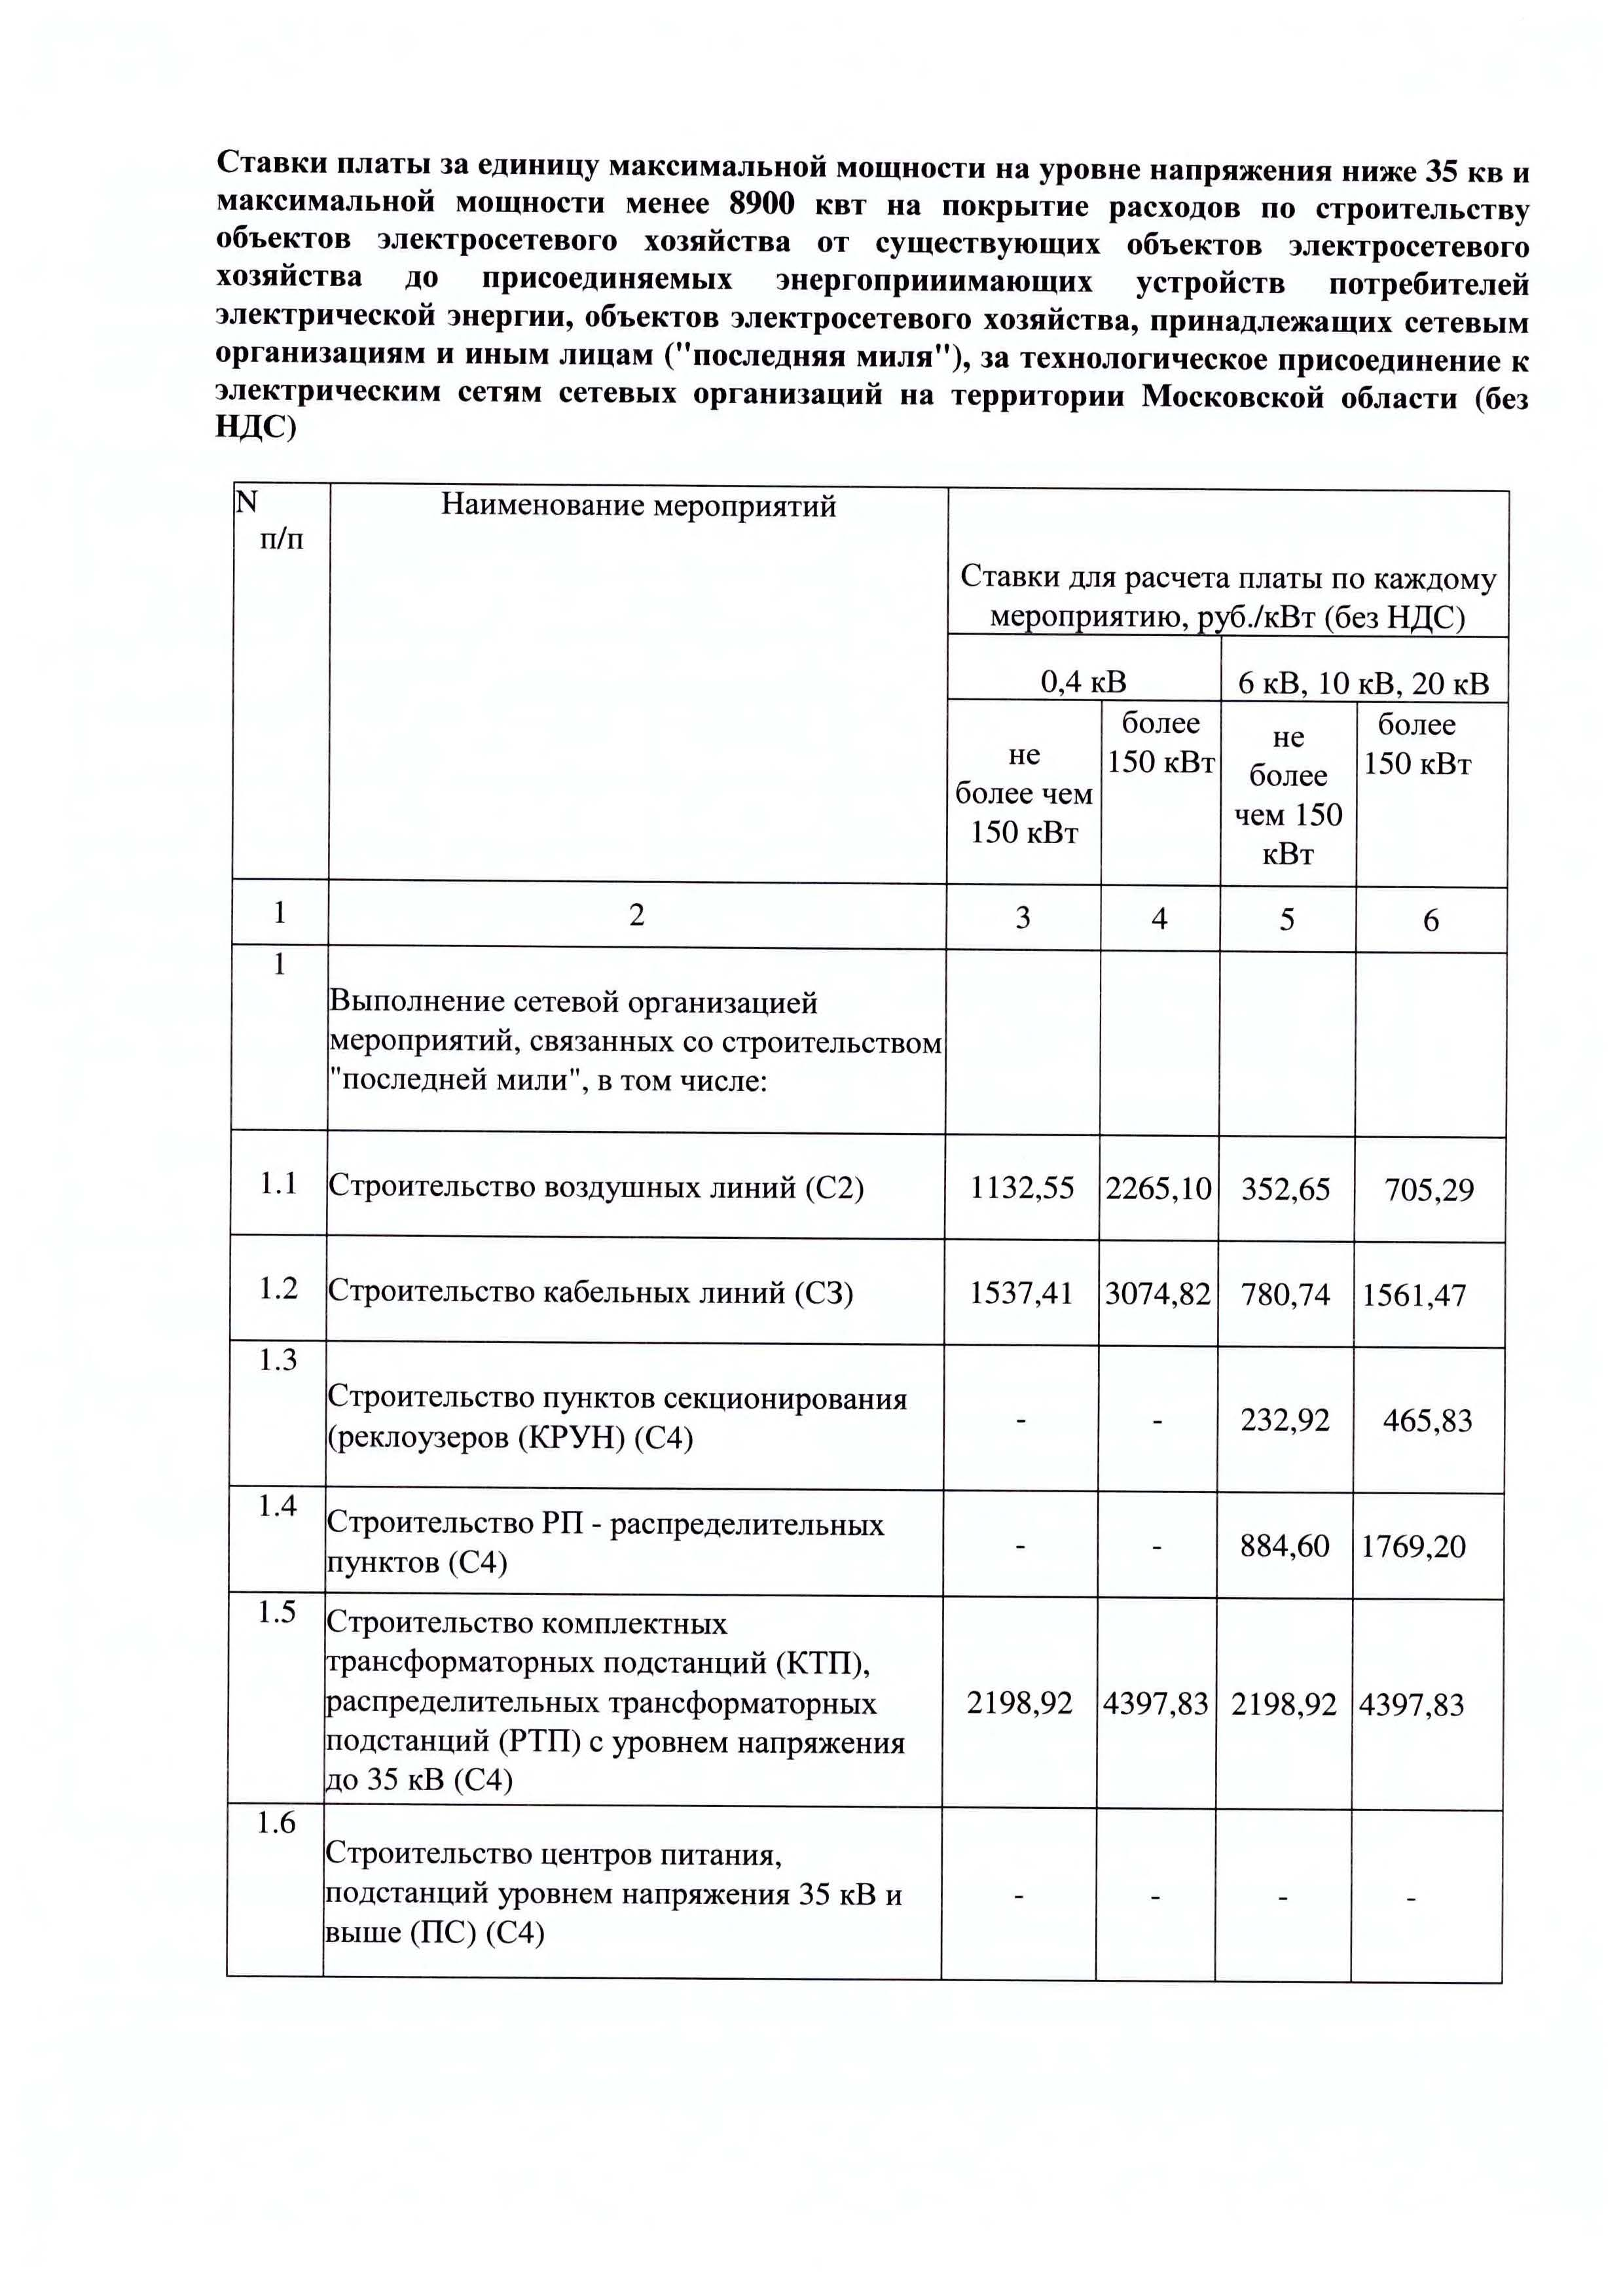 Ставки платы за единицу максимальной мощности на уровне напряжения ниже 35 кв и
максимальной мощности менее 8900 квт на покрытие расходов по строительству
объектов электросетевого хозяйства от существующих объектов электросетевого
хозяйства до присоединяемых энергоприиимающих устройств потребителей
электрической энергии, объектов электросетевого хозяйства, принадлежащих сетевым
организациям и иным лицам ("последняя миля"), за технологическое присоединение к
электрическим сетям сетевых организаций на территории Московской области (без
НДС)
N
п/п
Наименование мероприятий
Ставки для расчета платы по каждому
мероприятию, руб./кВт (без НДС)
0,4 кВ
6 кВ, 10 кВ, 20 кВ
не
более чем
150 кВт
более
150 кВт
не
более
чем 150
кВт
более
150 кВт
1 2 3 4 5 6
1
Выполнение сетевой организацией
мероприятий, связанных со строительством
"последней мили", в том числе:
1.1 Строительство воздушных линий (С2) 1132,55 2265,10 352,65 705,29
1.2 Строительство кабельных линий (СЗ) 1537,41 3074,82 780,74 1561,47
1.3
Строительство пунктов секционирования
(реклоузеров (КРУН) (С4)
- - 232,92 465,83
1.4
Строительство РП - распределительных
пунктов (С4)
- - 884,60 1769,20
1.5
Строительство комплектных
трансформаторных подстанций (КТП),
распределительных трансформаторных
подстанций (РТП) с уровнем напряжения
до 35 кВ (С4)
2198,92 4397,83 2198,92 4397,83
1.6
Строительство центров питания,
подстанций уровнем напряжения 35 кВ и
выше (ПС) (С4)
- - - -